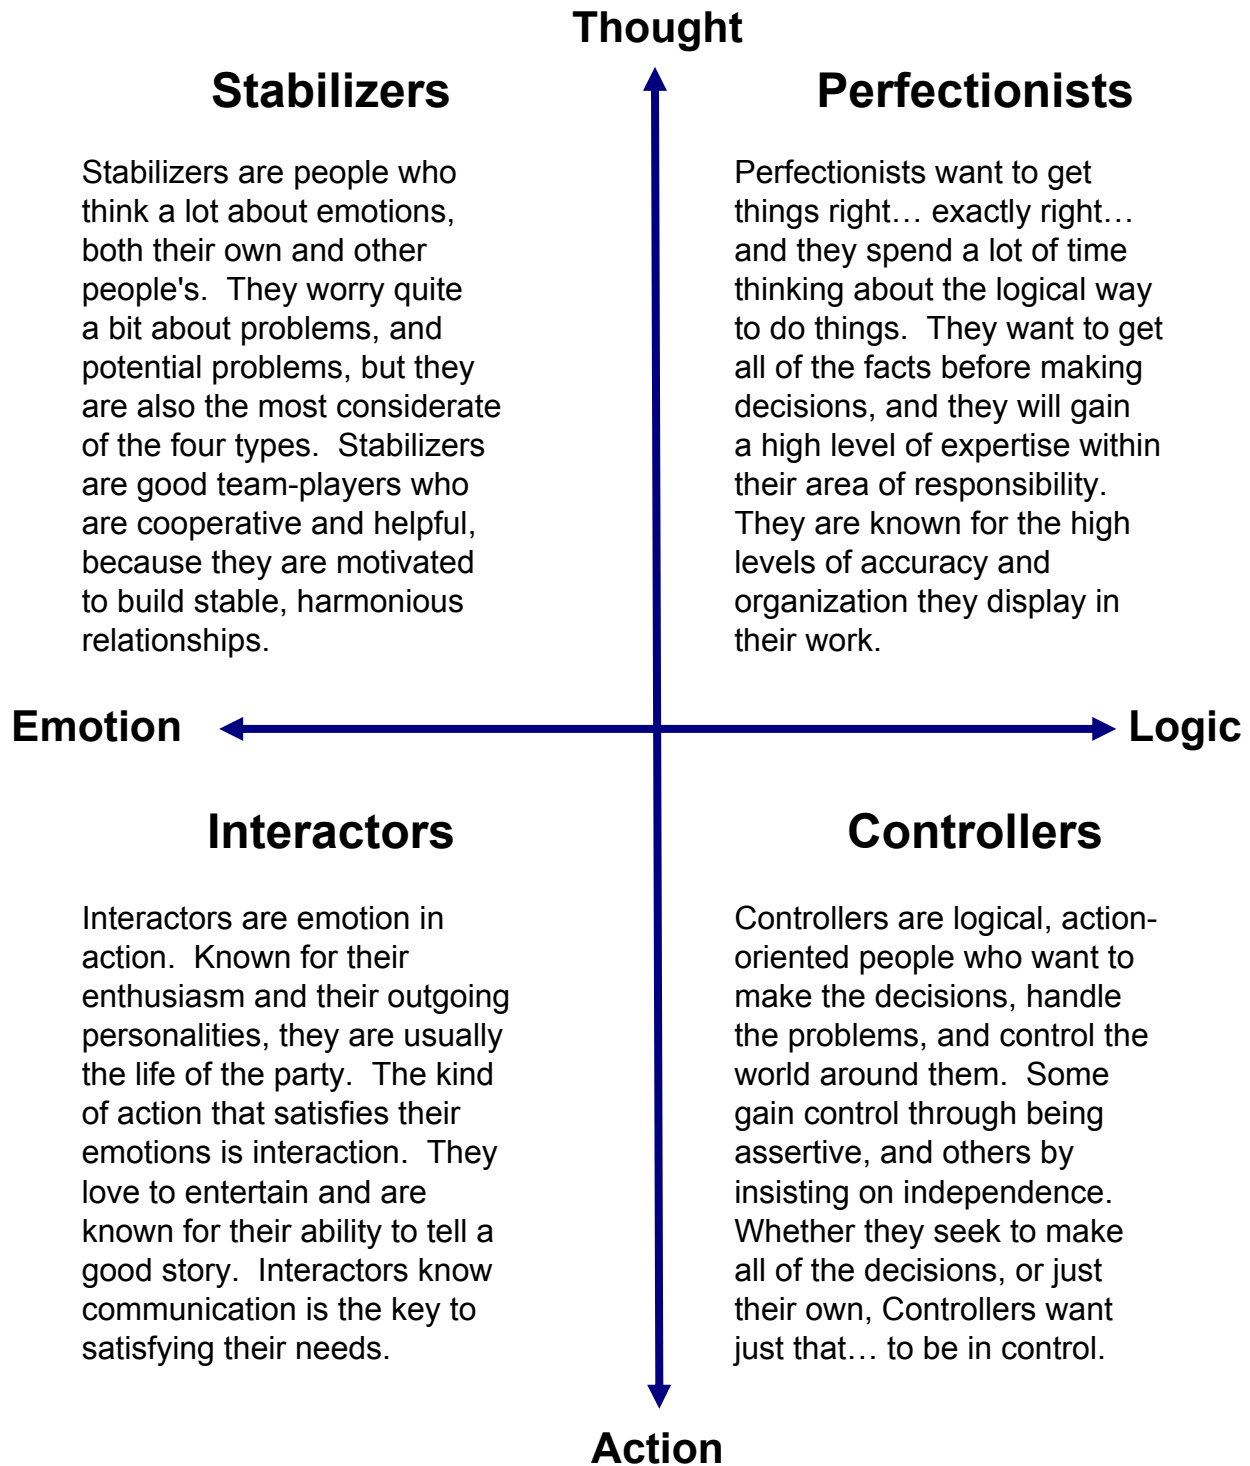 Thought
Stabilizers
Stabilizers are people who
think a lot about emotions,
both their own and other
people's.  They worry quite
a bit about problems, and
potential problems, but they
are also the most considerate
of the four types.  Stabilizers
are good team-players who
are cooperative and helpful,
because they are motivated
to build stable, harmonious
relationships.
Perfectionists
Perfectionists want to get
things right… exactly right…
and they spend a lot of time
thinking about the logical way
to do things.  They want to get
all of the facts before making
decisions, and they will gain
a high level of expertise within
their area of responsibility.
They are known for the high
levels of accuracy and
organization they display in
their work.
Emotion
Logic
Interactors
Interactors are emotion in
action.  Known for their
enthusiasm and their outgoing
personalities, they are usually
the life of the party.  The kind
of action that satisfies their
emotions is interaction.  They
love to entertain and are
known for their ability to tell a
good story.  Interactors know
communication is the key to
satisfying their needs.
Controllers
Controllers are logical, action-
oriented people who want to
make the decisions, handle
the problems, and control the
world around them.  Some
gain control through being
assertive, and others by
insisting on independence.
Whether they seek to make
all of the decisions, or just
their own, Controllers want
just that… to be in control.
Action